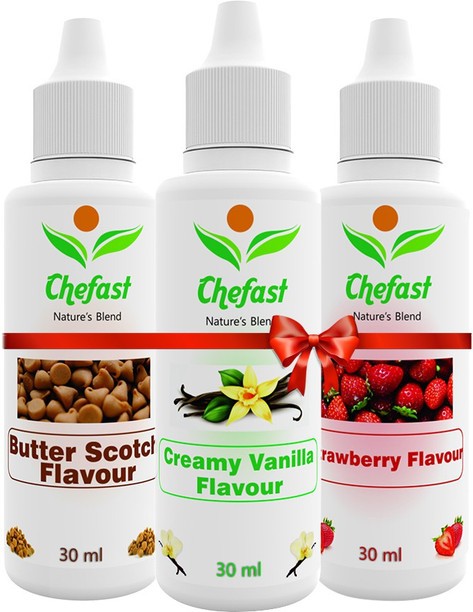 Chefast
Nature's Blend
Butter Scotch
Flavour
30 ml
Chefast
Nature's Blend
Creamy Vanilla
Flavour
30 ml
Chefast
Nature's Blend
rawberry Flavour
30 ml